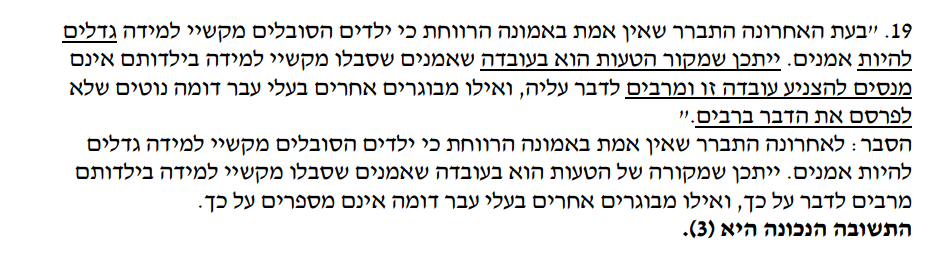 19. ״בעת האחרונה התברר שאין אמת באמונה הרווחת כי ילדים הסובלים מקשיי למידה גדלים
להיות אמנים. ייתכן שמקור הטעות הוא בעובדה שאמנים שסבלו מקשיי למידה בילדותם אינם
מנסים להצניע עובדה זו ומרבים לדבר עליה, ואילו מבוגרים אחרים בעלי עבר דומה נוטים שלא
לפרסם את הדבר ברבים.״
הסבר: לאחרונה התברר שאין אמת באמונה הרווחת כי ילדים הסובלים מקשיי למידה גדלים
להיות אמנים. ייתכן שמקורה של הטעות הוא בעובדה שאמנים שסבלו מקשיי למידה בילדותם
מרבים לדבר על כך, ואילו מבוגרים אחרים בעלי עבר דומה אינם מספרים על כך.
התשובה הנכונה היא (3).